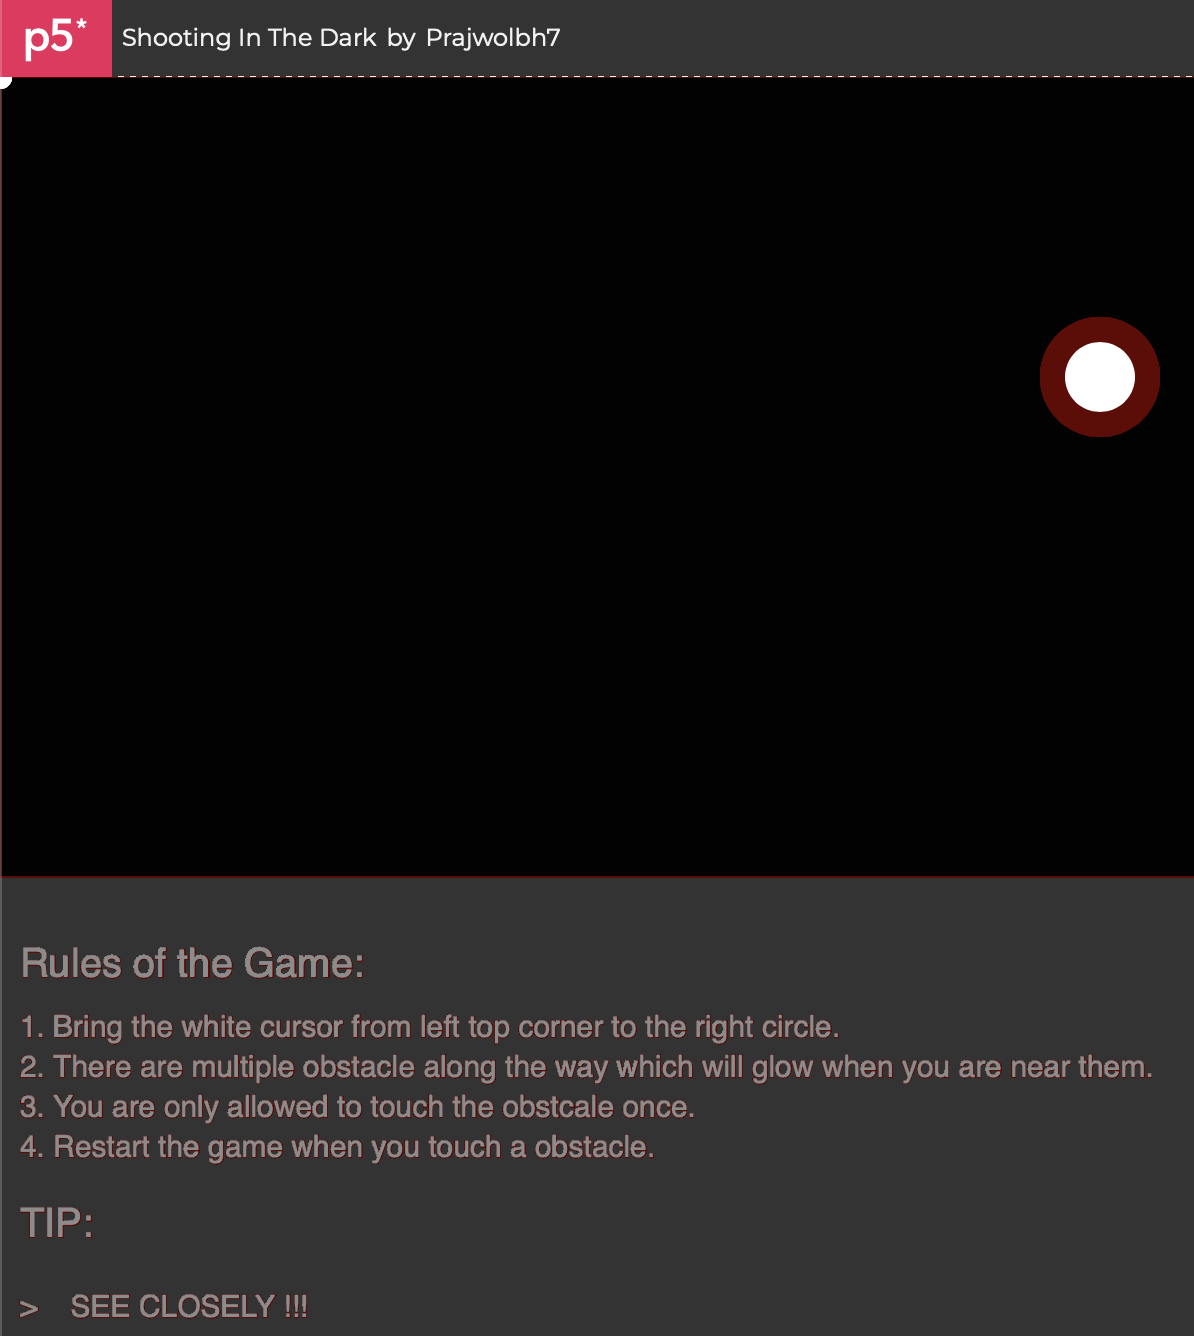 p5* Shooting In The Dark by Prajwolbh7
Rules of the Game:
1. Bring the white cursor from left top corner to the right circle.
2. There are multiple obstacle along the way which will glow when you are near them.
3. You are only allowed to touch the obstcale once.
4. Restart the game when you touch a obstacle.
TIP:
> SEE CLOSELY !!!